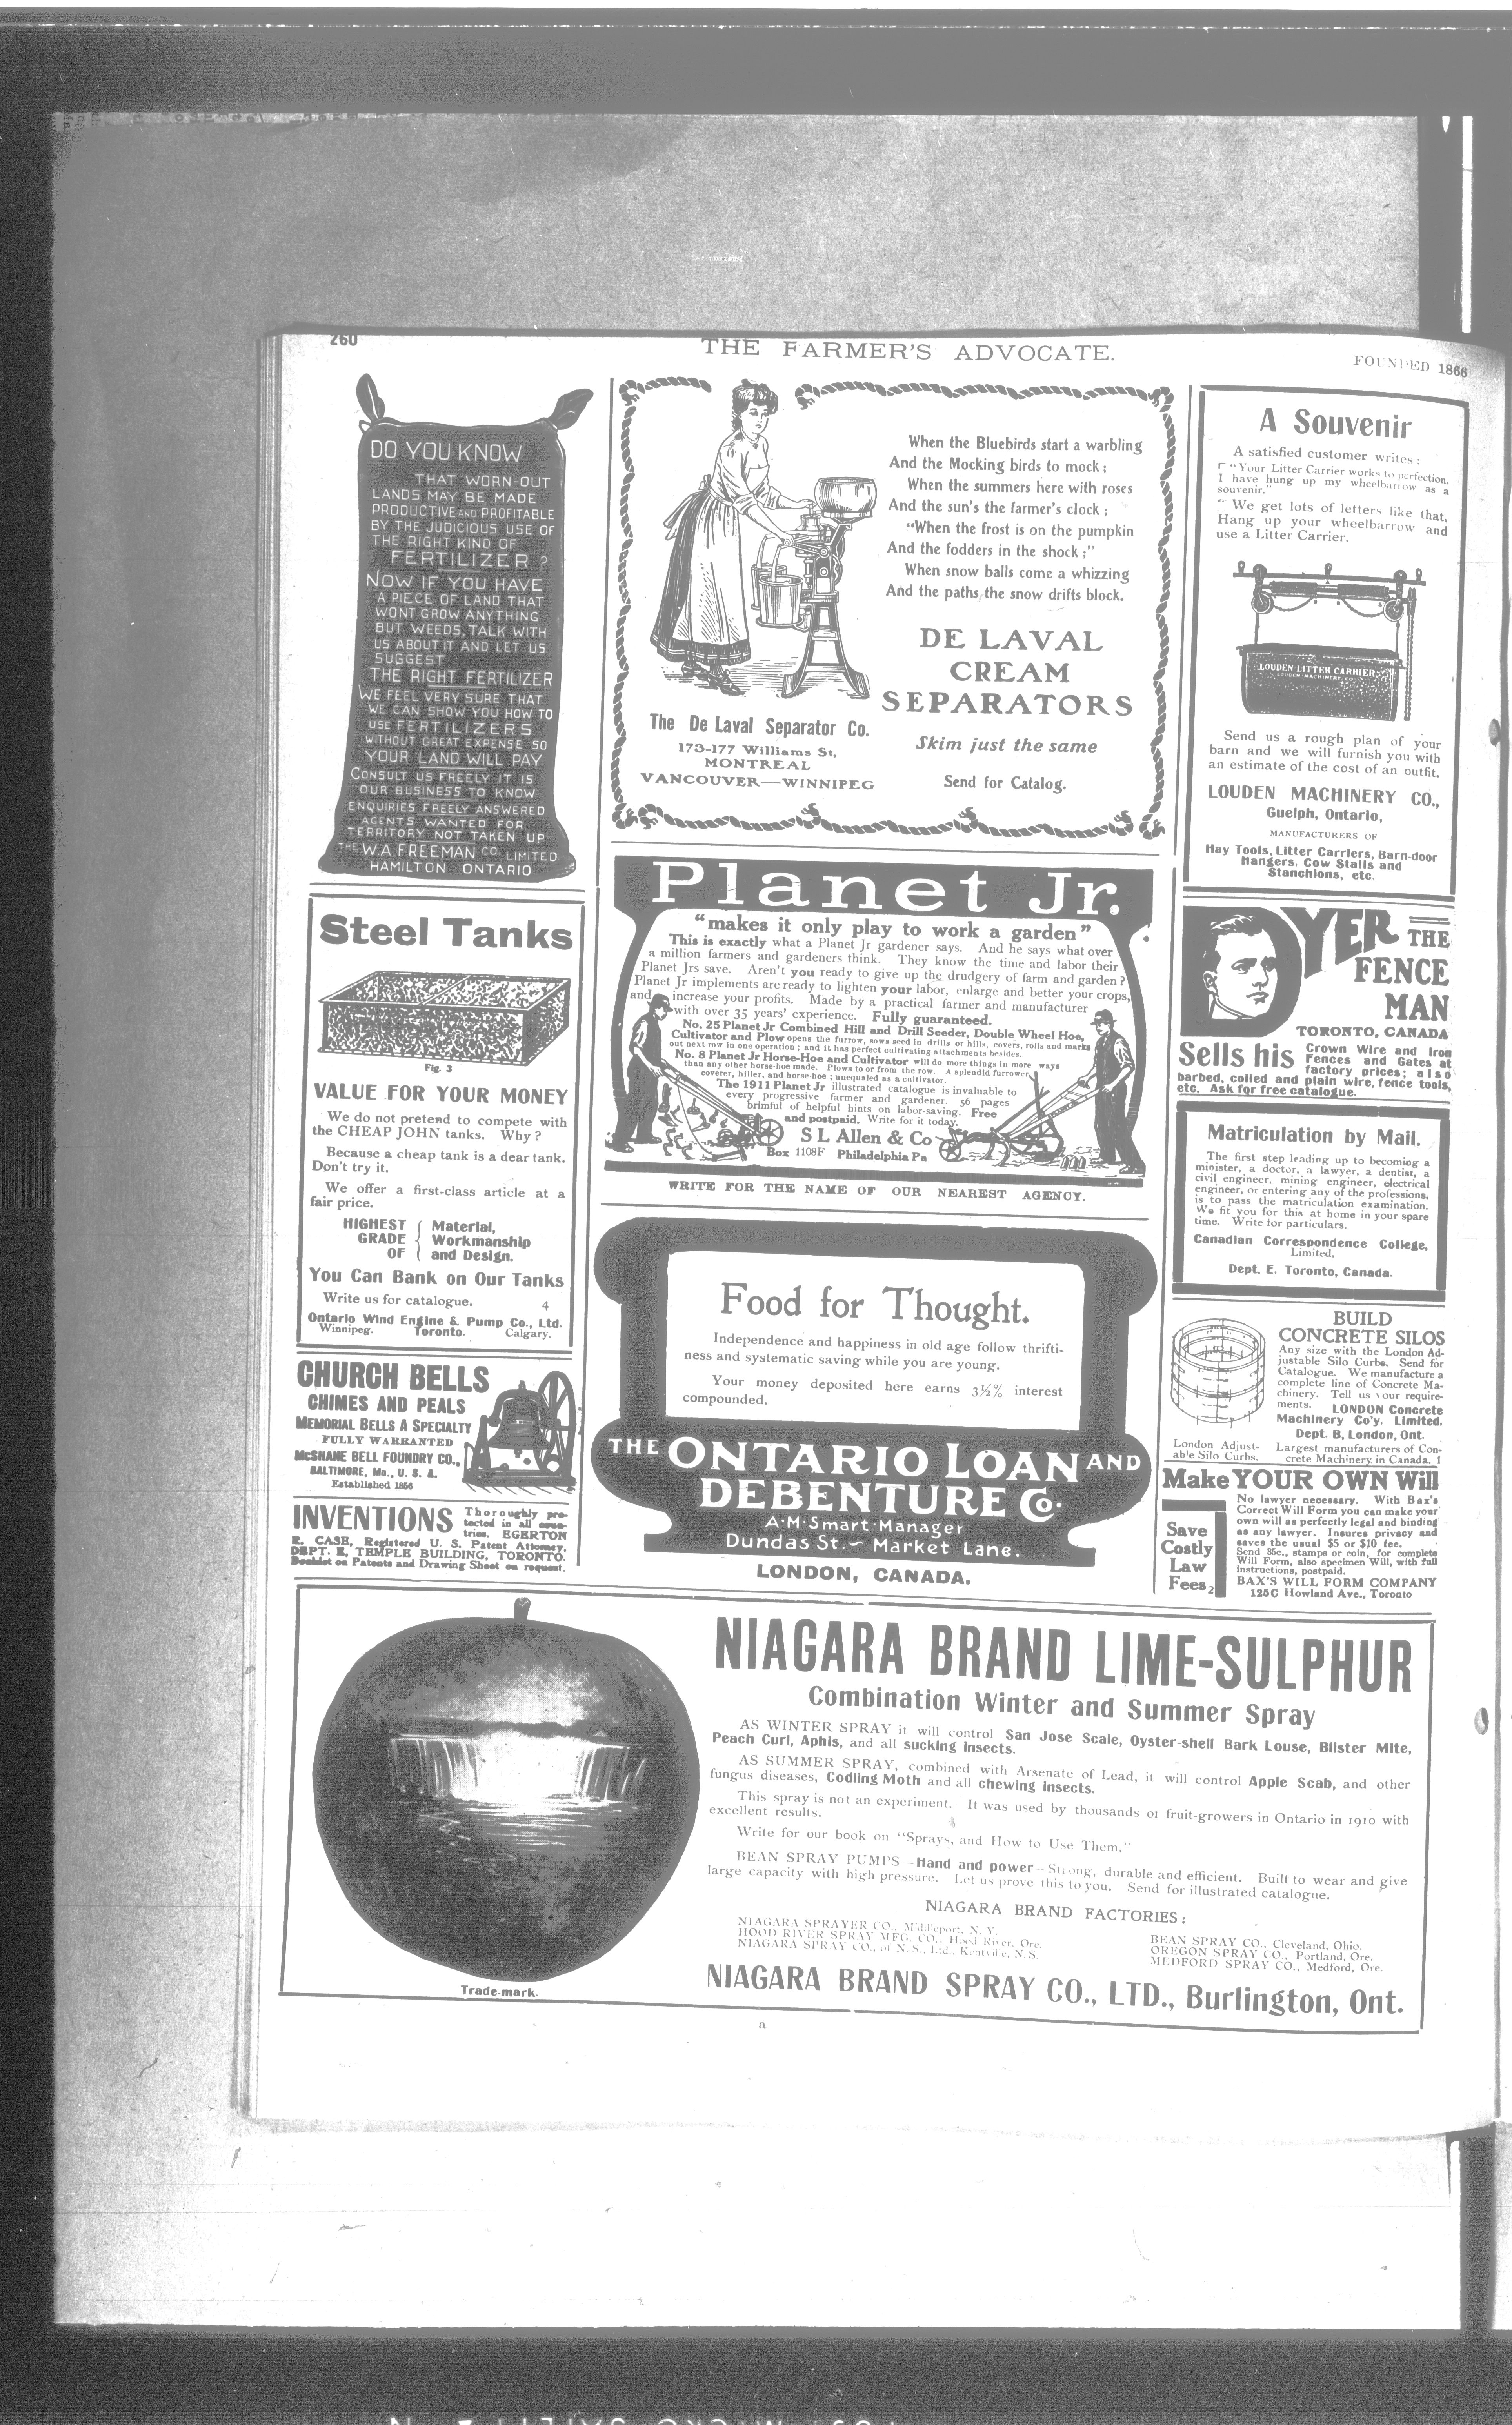 260
THE FARMER'S ADVOCATE.
FOUNDED 1866
DO YOU KNOW
THAT WORN-OUT
LANDS MAY BE MADE
PRODUCTIVE AND PROFITABLE
BY THE JUDICIOUS USE OF
THE RIGHT KIND OF
FERTILIZER?
NOW IF YOU HAVE
A PIECE OF LAND THAT
WONT GROW ANYTHING
BUT WEEDS, TALK WITH
US ABOUT IT AND LET US
SUGGEST
THE RIGHT FERTILIZER
WE FEEL VERY SURE THAT
WE CAN SHOW YOU HOW TO
USE FERTILIZERS
WITHOUT GREAT EXPENSE SO
YOUR LAND WILL PAY
CONSULT US FREELY IT IS
OUR BUSINESS TO KNOW
ENQUIRIES FREELY ANSWERED
AGENTS WANTED FOR
TERRITORY NOT TAKEN UP
THE W.A. FREEMAN CO. LIMITED
HAMILTON ONTARIO
Steel Tanks
Fig. 3
VALUE FOR YOUR MONEY
We do not pretend to compete with
the CHEAP JOHN tanks. Why?
Because a cheap tank is a dear tank.
Don't try it.
We offer a first-class article at a
fair price.
HIGHEST Material,
GRADE Workmanship
OF and Design.
You Can Bank on Our Tanks
Write us for catalogue. 4
Ontario Wind Engine & Pump Co., Ltd.
Winnipeg. Toronto. Calgary.
CHURCH BELLS
CHIMES AND PEALS
MEMORIAL BELLS A SPECIALTY
FULLY WARRANTED
McSHANE BELL FOUNDRY CO.,
BALTIMORE, MD., U. S. A.
Established 1856
INVENTIONS Thoroughly pro-
tected in all coun-
tries. EGERTON
R. CASE, Registered U. S. Patent Attorney,
DEPT. E, TEMPLE BUILDING, TORONTO.
Booklet on Patents and Drawing Sheet on request.
When the Bluebirds start a warbling
And the Mocking birds to mock;
When the summers here with roses
And the sun's the farmer's clock;
"When the frost is on the pumpkin
And the fodders in the shock;"
When snow balls come a whizzing
And the paths the snow drifts block.
DE LAVAL
CREAM
SEPARATORS
Skim just the same
Send for Catalog.
The De Laval Separator Co.
173-177 Williams St.
MONTREAL
VANCOUVER—WINNIPEG
Planet Jr.
"makes it only play to work a garden"
This is exactly what a Planet Jr gardener says. And he says what over
a million farmers and gardeners think. They know the time and labor their
Planet Jrs save. Aren't you ready to give up the drudgery of farm and garden?
Planet Jr implements are ready to lighten your labor, enlarge and better your crops,
and increase your profits. Made by a practical farmer and manufacturer
with over 35 years' experience. Fully guaranteed.
No. 25 Planet Jr Combined Hill and Drill Seeder, Double Wheel Hoe,
Cultivator and Plow opens the furrow, sows seed in drills or hills, covers, rolls and marks
out next row in one operation; and it has perfect cultivating attachments besides.
No. 8 Planet Jr Horse-Hoe and Cultivator will do more things in more ways
than any other horse-hoe made. Plows to or from the row. A splendid furrower,
coverer, hiller, and horse-hoe; unequaled as a cultivator.
The 1911 Planet Jr illustrated catalogue is invaluable to
every progressive farmer and gardener. 56 pages
brimful of helpful hints on labor-saving. Free
and postpaid. Write for it today.
S L Allen & Co
Box 1108F Philadelphia Pa
WRITE FOR THE NAME OF OUR NEAREST AGENCY.
Food for Thought.
Independence and happiness in old age follow thrifti-
ness and systematic saving while you are young.
Your money deposited here earns 3½% interest
compounded.
THE ONTARIO LOAN AND
DEBENTURE Co.
A·M·Smart·Manager
Dundas St. ~ Market Lane.
LONDON, CANADA.
A Souvenir
A satisfied customer writes:
"Your Litter Carrier works to perfection.
I have hung up my wheelbarrow as a
souvenir."
We get lots of letters like that.
Hang up your wheelbarrow and
use a Litter Carrier.
LOUDEN LITTER CARRIER
LOUDEN MACHINERY CO.
Send us a rough plan of your
barn and we will furnish you with
an estimate of the cost of an outfit.
LOUDEN MACHINERY CO.,
Guelph, Ontario,
MANUFACTURERS OF
Hay Tools, Litter Carriers, Barn-door
Hangers, Cow Stalls and
Stanchions, etc.
DYER THE
FENCE
MAN
TORONTO, CANADA
Sells his Crown Wire and Iron
Fences and Gates at
factory prices; also
barbed, coiled and plain wire, fence tools,
etc. Ask for free catalogue.
Matriculation by Mail.
The first step leading up to becoming a
minister, a doctor, a lawyer, a dentist, a
civil engineer, mining engineer, electrical
engineer, or entering any of the professions,
is to pass the matriculation examination.
We fit you for this at home in your spare
time. Write for particulars.
Canadian Correspondence College,
Limited,
Dept. E. Toronto, Canada.
BUILD
CONCRETE SILOS
Any size with the London Ad-
justable Silo Curbs. Send for
Catalogue. We manufacture a
complete line of Concrete Ma-
chinery. Tell us your require-
ments. LONDON Concrete
Machinery Co'y, Limited,
Dept. B, London, Ont.
Largest manufacturers of Con-
crete Machinery in Canada. 1
London Adjust-
able Silo Curbs.
Make YOUR OWN Will
Save
Costly
Law
Fees 2
No lawyer necessary. With Bax's
Correct Will Form you can make your
own will as perfectly legal and binding
as any lawyer. Insures privacy and
saves the usual $5 or $10 fee.
Send 35c., stamps or coin, for complete
Will Form, also specimen Will, with full
instructions, postpaid.
BAX'S WILL FORM COMPANY
125C Howland Ave., Toronto
Trade-mark.
NIAGARA BRAND LIME-SULPHUR
Combination Winter and Summer Spray
AS WINTER SPRAY it will control San Jose Scale, Oyster-shell Bark Louse, Blister Mite,
Peach Curl, Aphis, and all sucking insects.
AS SUMMER SPRAY, combined with Arsenate of Lead, it will control Apple Scab, and other
fungus diseases, Codling Moth and all chewing insects.
This spray is not an experiment. It was used by thousands of fruit-growers in Ontario in 1910 with
excellent results.
Write for our book on "Sprays, and How to Use Them."
BEAN SPRAY PUMPS—Hand and power—Strong, durable and efficient. Built to wear and give
large capacity with high pressure. Let us prove this to you. Send for illustrated catalogue.
NIAGARA BRAND FACTORIES:
NIAGARA SPRAYER CO., Middleport, N. Y.
HOOD RIVER SPRAY MFG. CO., Hood River, Ore.
NIAGARA SPRAY CO., of N. S., Ltd., Kentville, N.S.
BEAN SPRAY CO., Cleveland, Ohio.
OREGON SPRAY CO., Portland, Ore.
MEDFORD SPRAY CO., Medford, Ore.
NIAGARA BRAND SPRAY CO., LTD., Burlington, Ont.
a